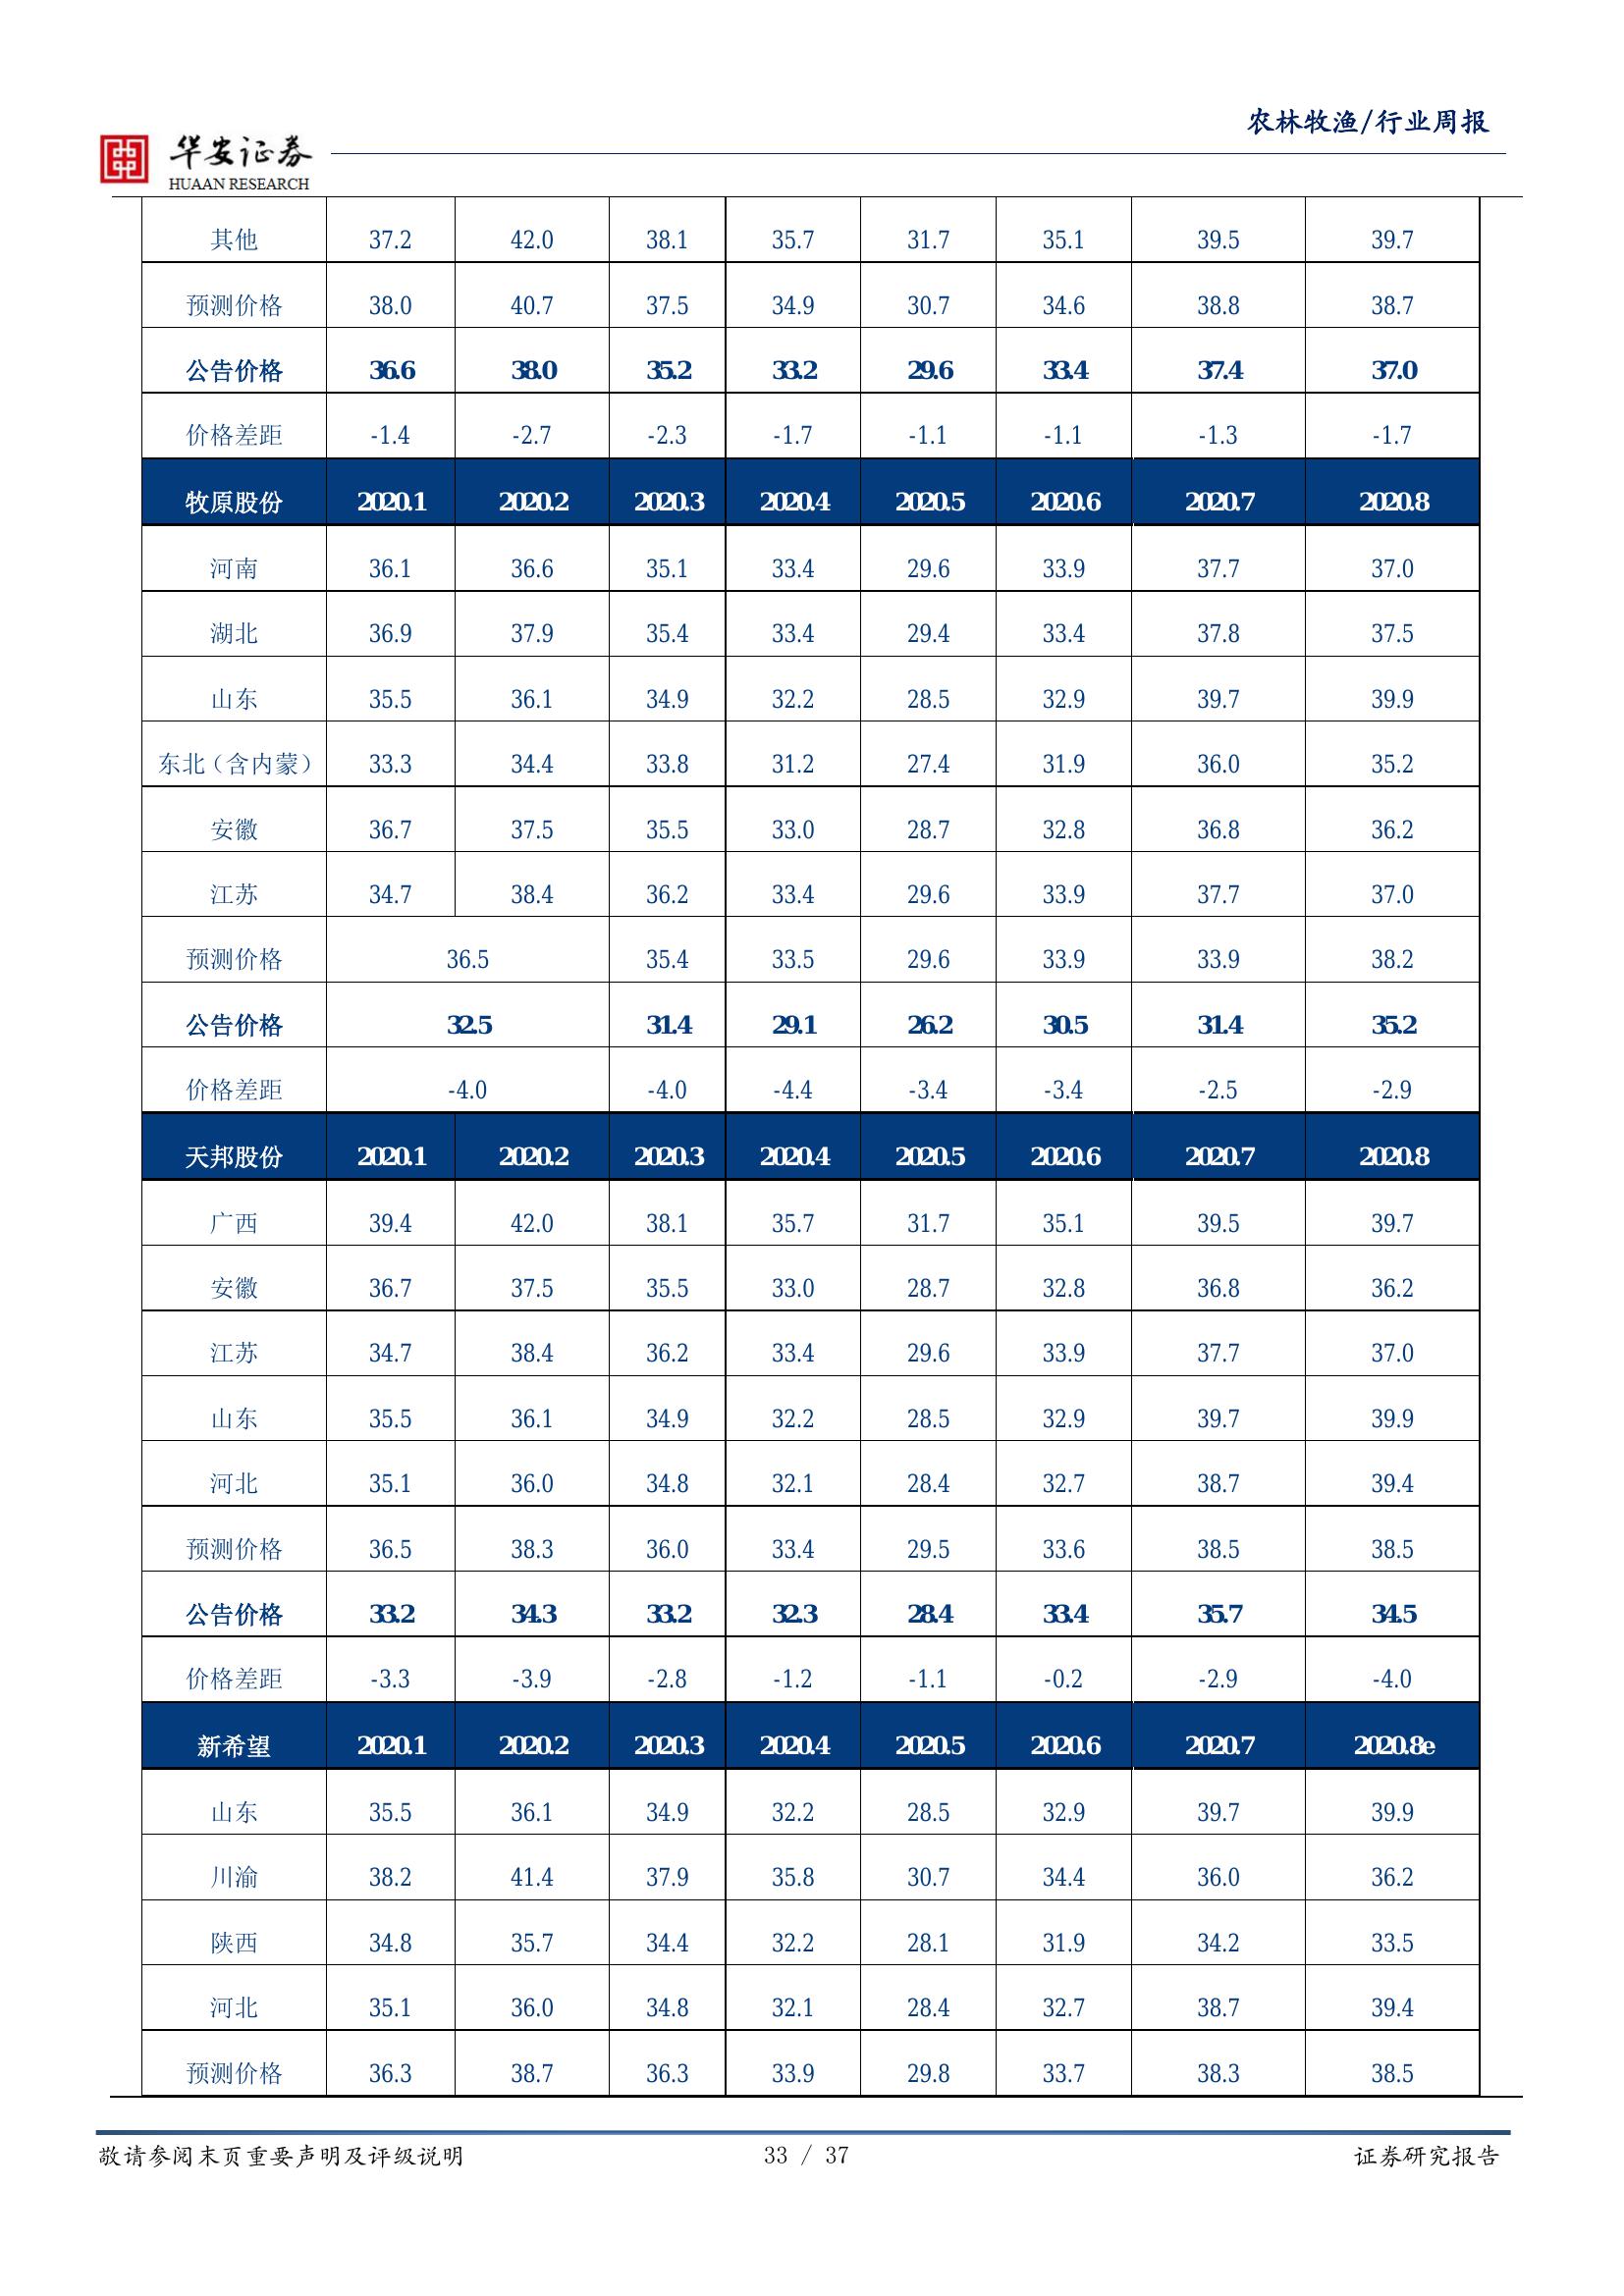 农林牧渔/行业周报
华安证券
HUAAN RESEARCH
其他 37.2 42.0 38.1 35.7 31.7 35.1 39.5 39.7
预测价格 38.0 40.7 37.5 34.9 30.7 34.6 38.8 38.7
公告价格 36.6 38.0 35.2 33.2 29.6 33.4 37.4 37.0
价格差距 -1.4 -2.7 -2.3 -1.7 -1.1 -1.1 -1.3 -1.7
牧原股份 2020.1 2020.2 2020.3 2020.4 2020.5 2020.6 2020.7 2020.8
河南 36.1 36.6 35.1 33.4 29.6 33.9 37.7 37.0
湖北 36.9 37.9 35.4 33.4 29.4 33.4 37.8 37.5
山东 35.5 36.1 34.9 32.2 28.5 32.9 39.7 39.9
东北（含内蒙） 33.3 34.4 33.8 31.2 27.4 31.9 36.0 35.2
安徽 36.7 37.5 35.5 33.0 28.7 32.8 36.8 36.2
江苏 34.7 38.4 36.2 33.4 29.6 33.9 37.7 37.0
预测价格 36.5 35.4 33.5 29.6 33.9 33.9 38.2
公告价格 32.5 31.4 29.1 26.2 30.5 31.4 35.2
价格差距 -4.0 -4.0 -4.4 -3.4 -3.4 -2.5 -2.9
天邦股份 2020.1 2020.2 2020.3 2020.4 2020.5 2020.6 2020.7 2020.8
广西 39.4 42.0 38.1 35.7 31.7 35.1 39.5 39.7
安徽 36.7 37.5 35.5 33.0 28.7 32.8 36.8 36.2
江苏 34.7 38.4 36.2 33.4 29.6 33.9 37.7 37.0
山东 35.5 36.1 34.9 32.2 28.5 32.9 39.7 39.9
河北 35.1 36.0 34.8 32.1 28.4 32.7 38.7 39.4
预测价格 36.5 38.3 36.0 33.4 29.5 33.6 38.5 38.5
公告价格 33.2 34.3 33.2 32.3 28.4 33.4 35.7 34.5
价格差距 -3.3 -3.9 -2.8 -1.2 -1.1 -0.2 -2.9 -4.0
新希望 2020.1 2020.2 2020.3 2020.4 2020.5 2020.6 2020.7 2020.8e
山东 35.5 36.1 34.9 32.2 28.5 32.9 39.7 39.9
川渝 38.2 41.4 37.9 35.8 30.7 34.4 36.0 36.2
陕西 34.8 35.7 34.4 32.2 28.1 31.9 34.2 33.5
河北 35.1 36.0 34.8 32.1 28.4 32.7 38.7 39.4
预测价格 36.3 38.7 36.3 33.9 29.8 33.7 38.3 38.5
敬请参阅末页重要声明及评级说明 33 / 37 证券研究报告